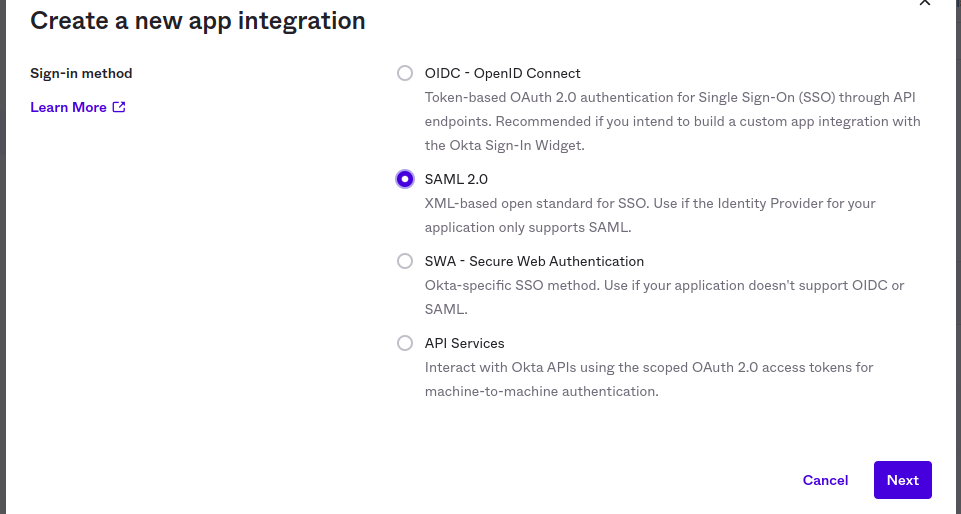 Create a new app integration
Sign-in method
Learn More
OIDC - OpenID Connect
Token-based OAuth 2.0 authentication for Single Sign-On (SSO) through API
endpoints. Recommended if you intend to build a custom app integration with
the Okta Sign-In Widget.
SAML 2.0
XML-based open standard for SSO. Use if the Identity Provider for your
application only supports SAML.
SWA - Secure Web Authentication
Okta-specific SSO method. Use if your application doesn't support OIDC or
SAML.
API Services
Interact with Okta APIs using the scoped OAuth 2.0 access tokens for
machine-to-machine authentication.
Cancel
Next